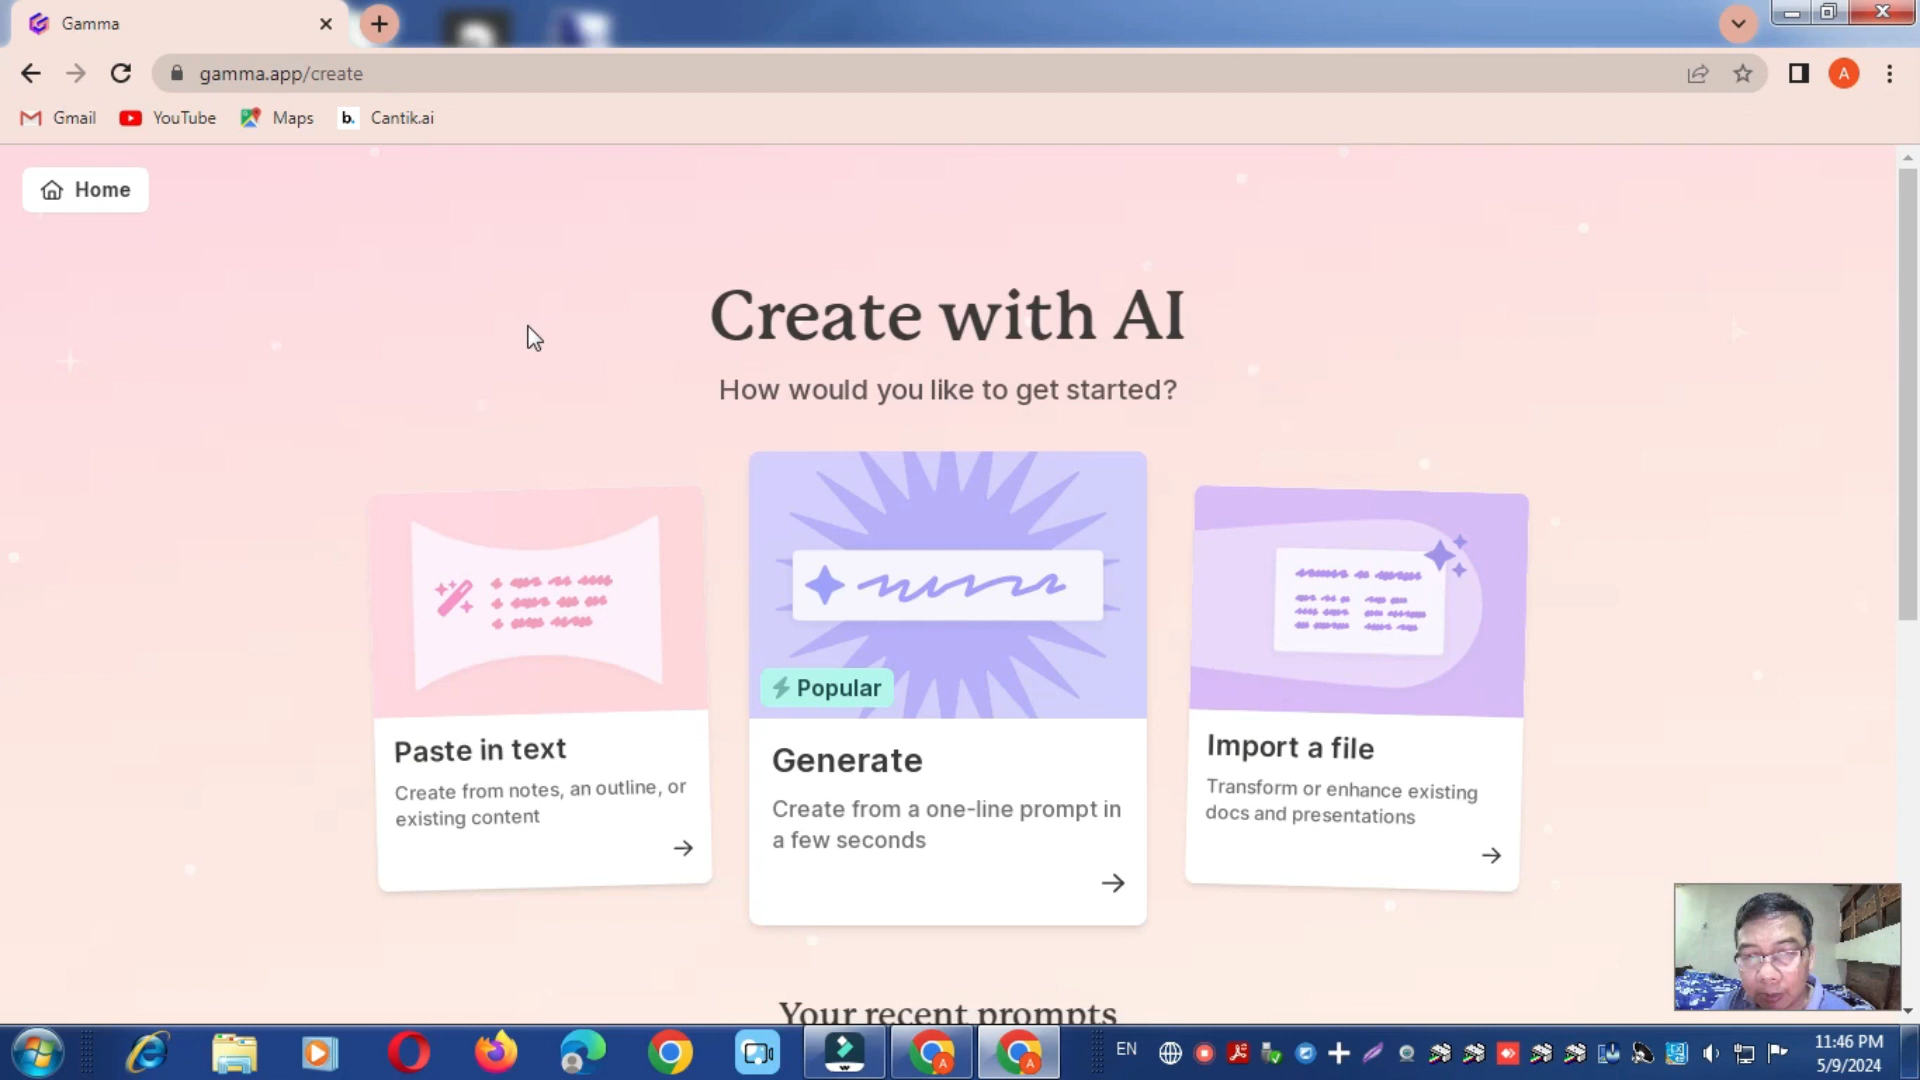 Gamma
gamma.app/create
A
Gmail
YouTube
Maps
b.
Cantik.ai
Home
Create with AI
How would you like to get started?
Popular
Paste in text
Create from notes, an outline, or
existing content
Generate
Create from a one-line prompt in
a few seconds
Import a file
Transform or enhance existing
docs and presentations
Your recent prompts
EN
11:46 PM
5/9/2024